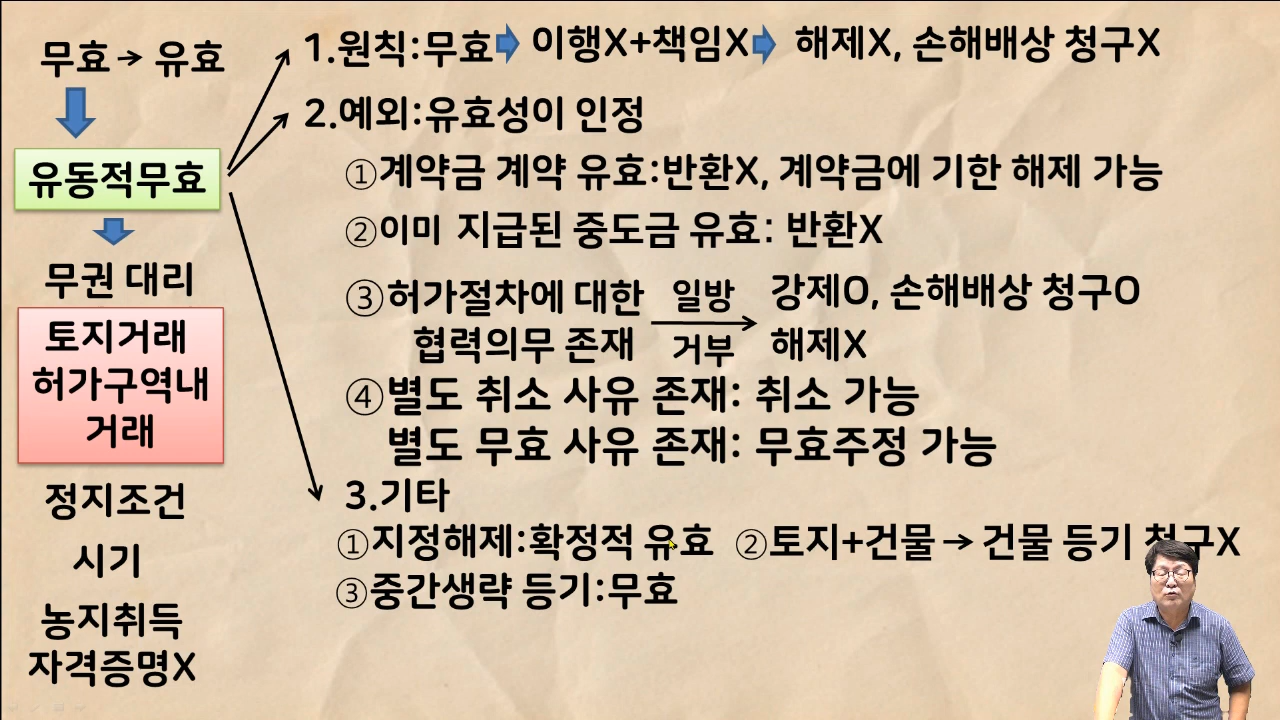 무효→ 유효
유동적무효
무권 대리
토지거래
허가구역내
거래
정지조건
시기
농지취득
자격증명X
1.원칙:무효 이행X+책임X 해제X, 손해배상 청구X
2.예외:유효성이 인정
①계약금 계약 유효:반환X, 계약금에 기한 해제 가능
②이미 지급된 중도금 유효: 반환X
③허가절차에 대한
협력의무 존재
일방
거부
강제O, 손해배상 청구O
해제X
④별도 취소 사유 존재: 취소 가능
별도 무효 사유 존재: 무효주정 가능
3.기타
①지정해제:확정적 유효 ②토지+건물→ 건물 등기 청구X
③중간생략 등기:무효